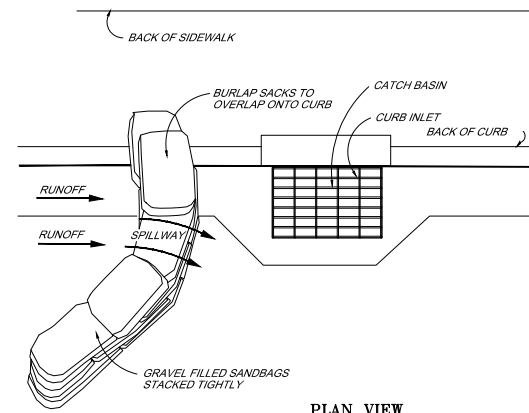 BACK OF SIDEWALK
BURLAP SACKS TO
OVERLAP ONTO CURB
CATCH BASIN
CURB INLET
BACK OF CURB
RUNOFF
RUNOFF
SPILLWAY
GRAVEL FILLED SANDBAGS
STACKED TIGHTLY
PLAN VIEW